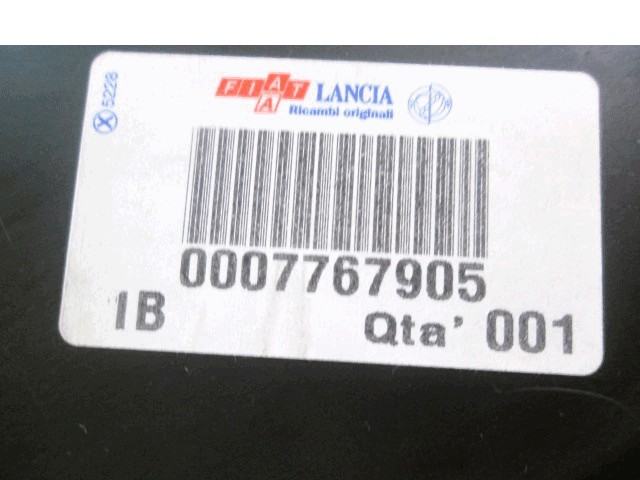 5228
FIAT LANCIA
Ricambi originali
0007767905
IB Qta' 001